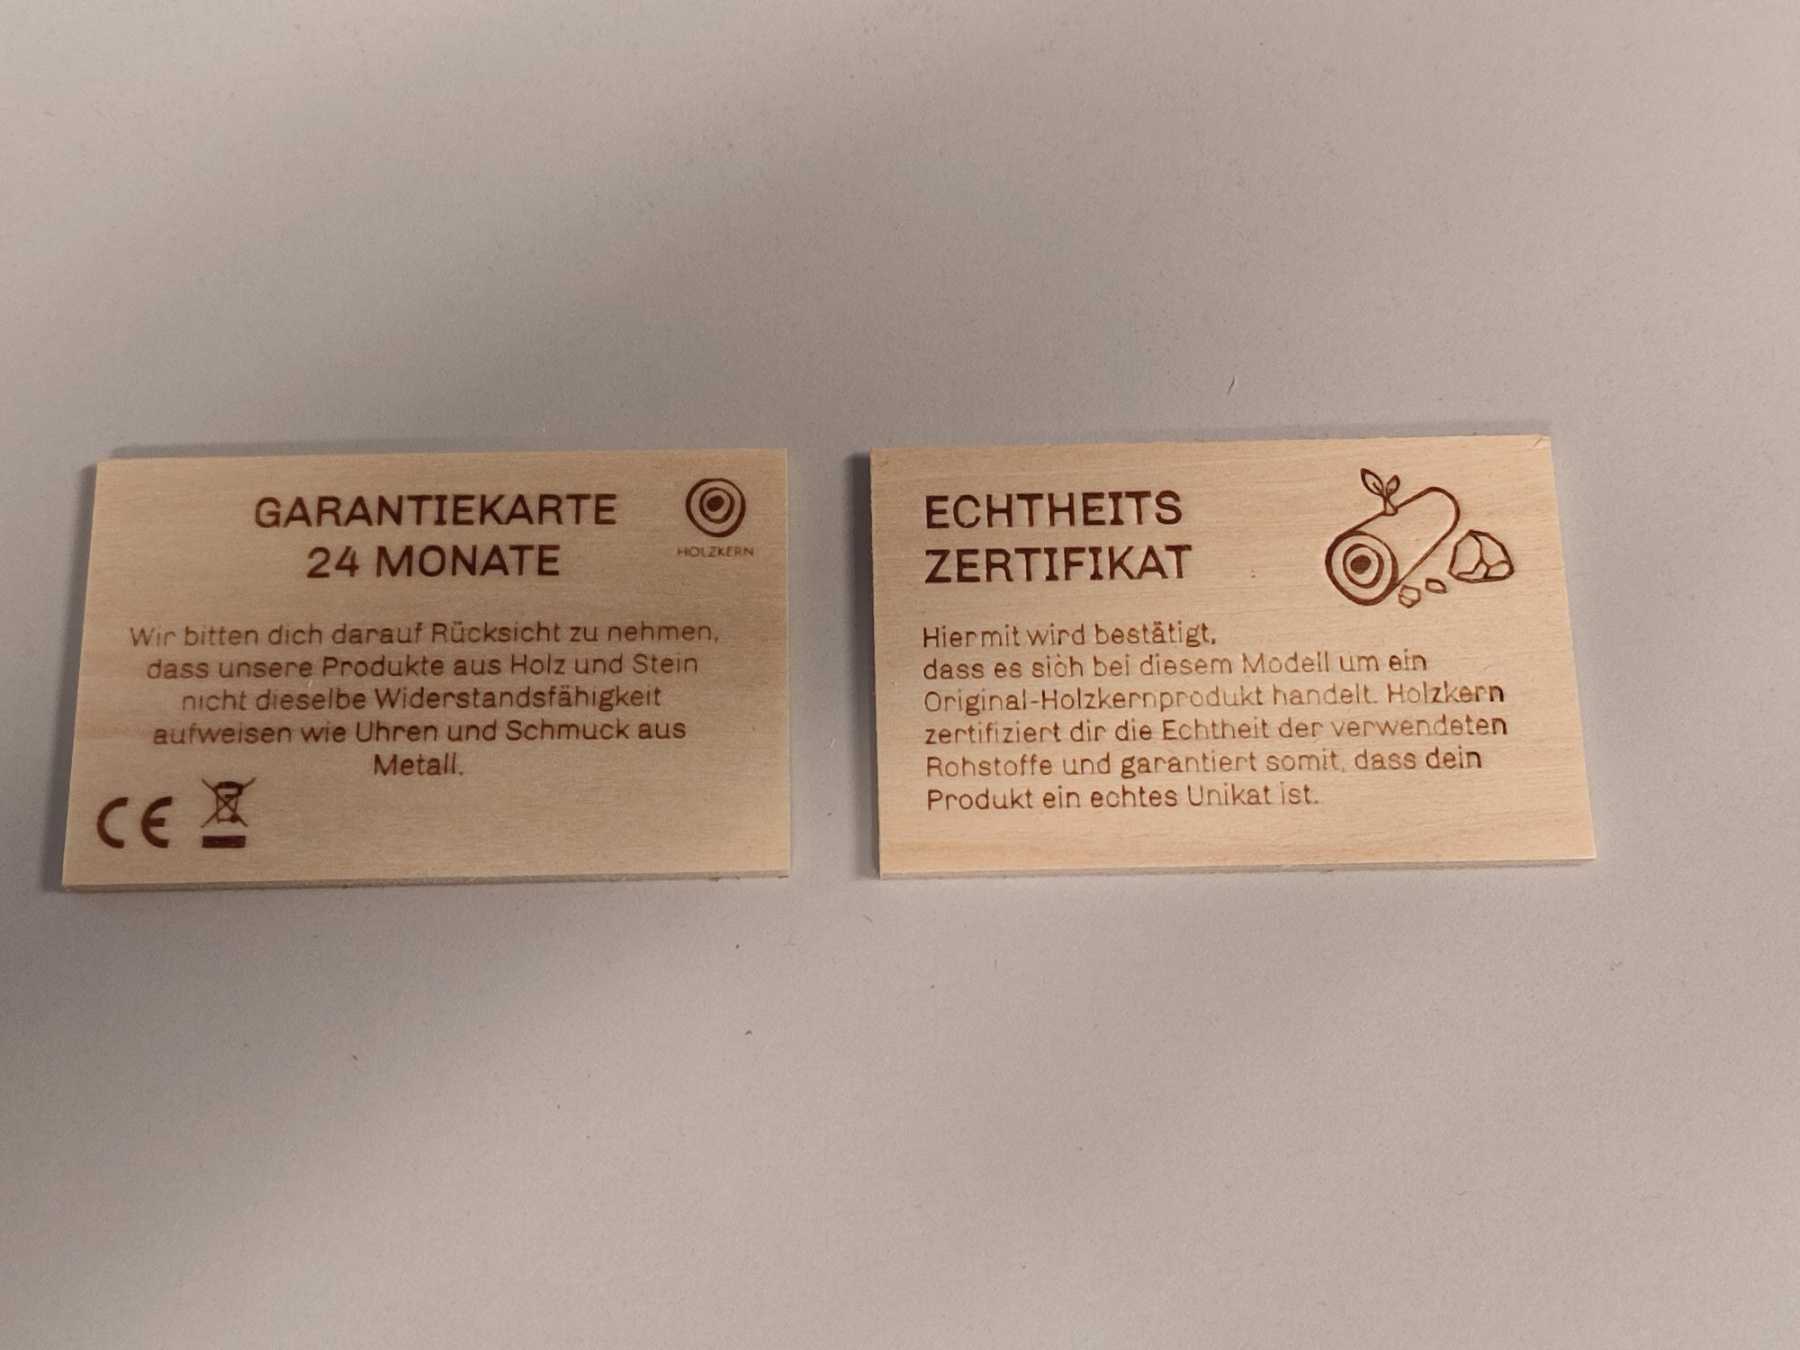 GARANTIEKARTE
24 MONATE
HOLZKERN
Wir bitten dich darauf Rücksicht zu nehmen,
dass unsere Produkte aus Holz und Stein
nicht dieselbe Widerstandsfähigkeit
aufweisen wie Uhren und Schmuck aus
Metall.
CE
ECHTHEITS
ZERTIFIKAT
Hiermit wird bestätigt,
dass es sich bei diesem Modell um ein
Original-Holzkernprodukt handelt. Holzkern
zertifiziert dir die Echtheit der verwendeten
Rohstoffe und garantiert somit, dass dein
Produkt ein echtes Unikat ist.